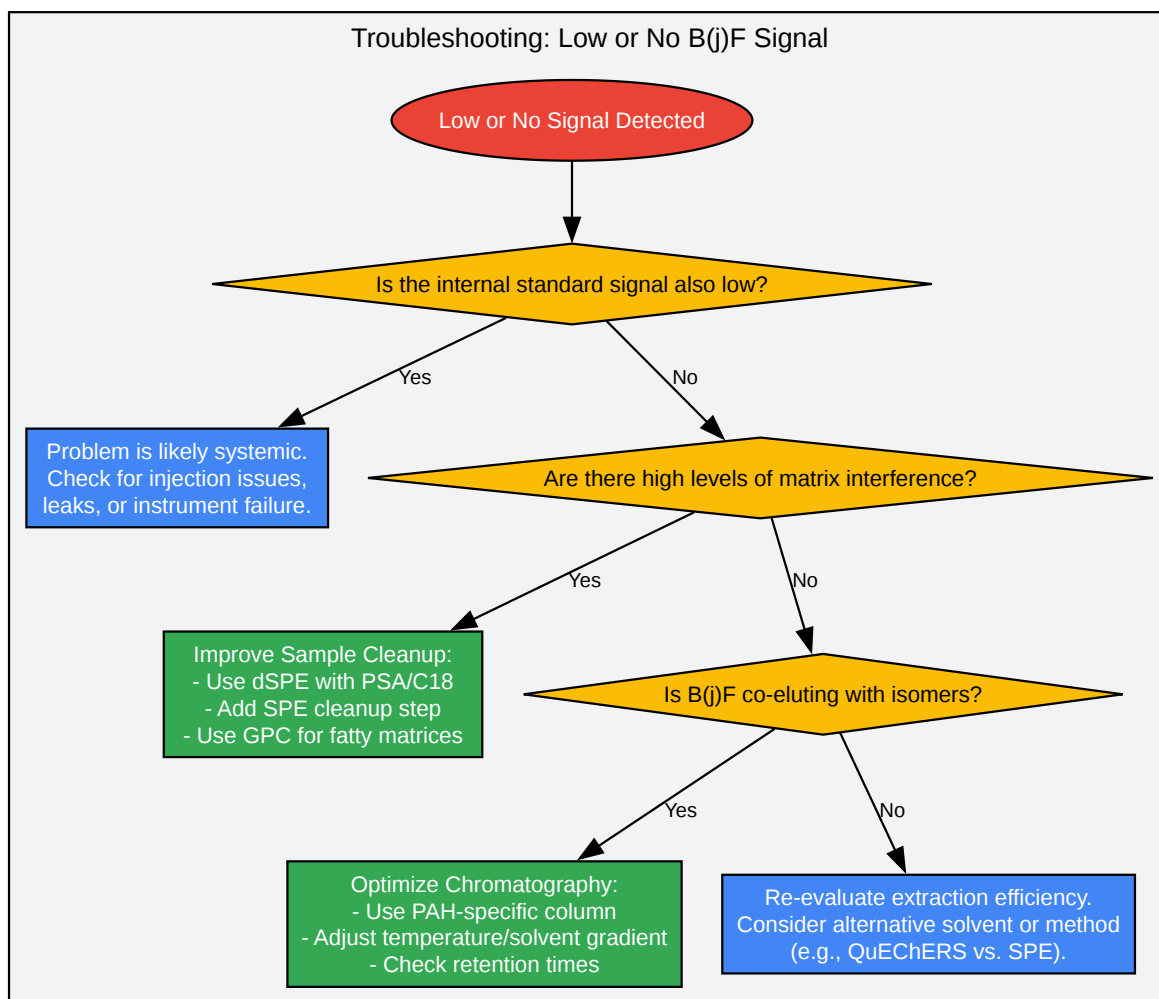 Troubleshooting: Low or No B(j)F Signal
Low or No Signal Detected
Is the internal standard signal also low?
Yes
No
Problem is likely systemic.
Check for injection issues,
leaks, or instrument failure.
Are there high levels of matrix interference?
Yes
No
Improve Sample Cleanup:
- Use dSPE with PSA/C18
- Add SPE cleanup step
- Use GPC for fatty matrices
Is B(j)F co-eluting with isomers?
Yes
No
Optimize Chromatography:
- Use PAH-specific column
- Adjust temperature/solvent gradient
- Check retention times
Re-evaluate extraction efficiency.
Consider alternative solvent or method
(e.g., QuEChERS vs. SPE).